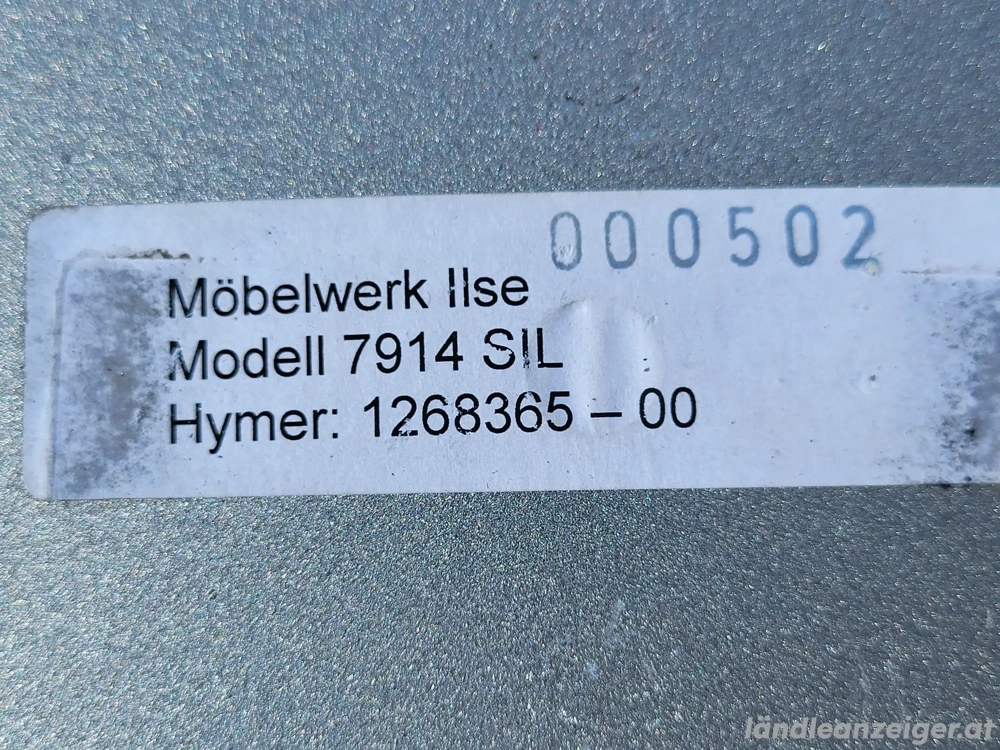 000502
Möbelwerk Ilse
Modell 7914 SIL
Hymer: 1268365 – 00
ländleanzeiger.at